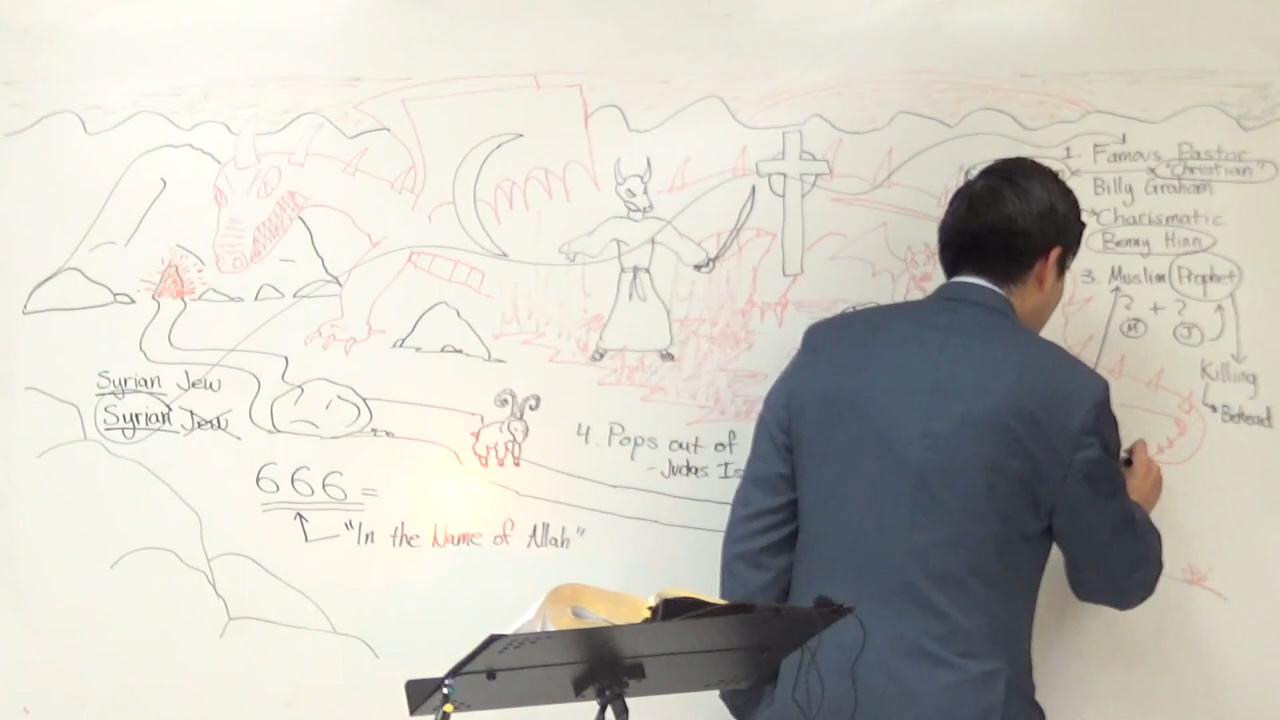 1. Famous Pastor
"Christian"
Billy Graham
Charismatic
Benny Hinn
3. Muslim Prophet
? + ?
M J
Killing
Behead
Syrian Jew
Syrian Jew
4. Pops out of
- Judas Is
666 =
"In the Name of Allah"